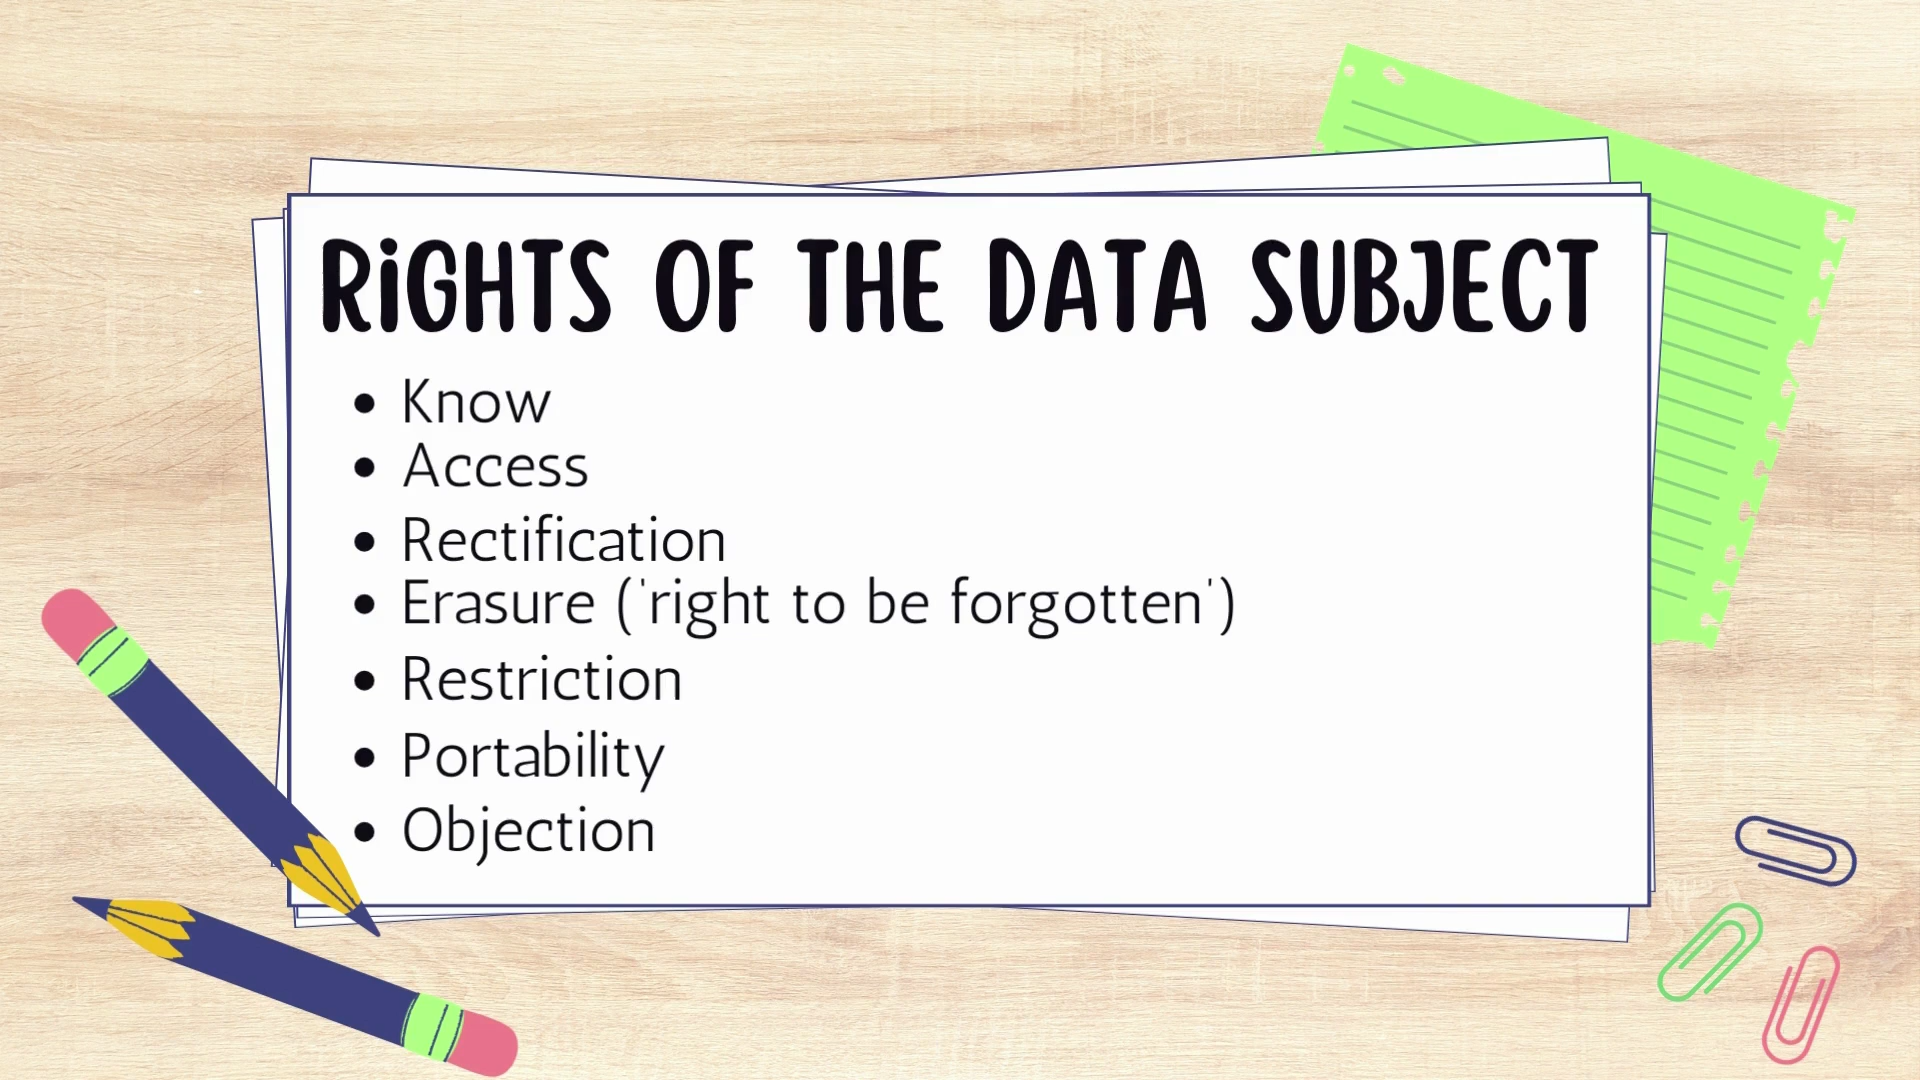 RiGHTS OF THE DATA SUBJECT
• Know
• Access
• Rectification
• Erasure ('right to be forgotten')
• Restriction
• Portability
• Objection